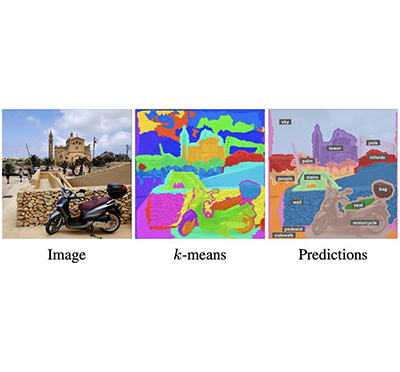 sky
tower
pole
hillside
palm
people
stairs
bag
wall
seat
motorcycle
pedestal
sidewalk
Image k-means Predictions